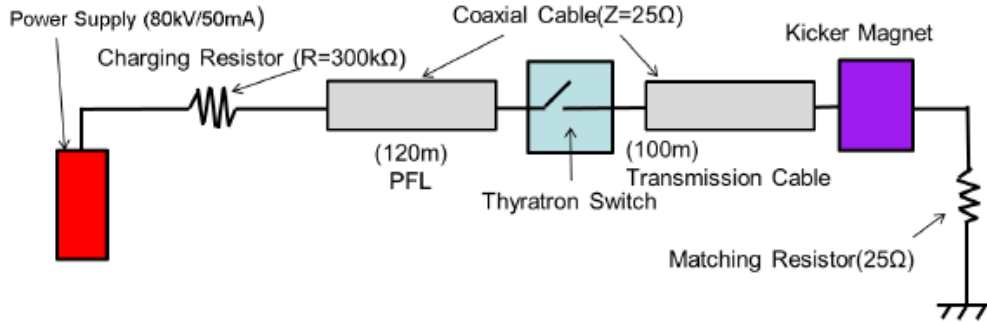 Power Supply (80kV/50mA)
Coaxial Cable(Z=25Ω)
Charging Resistor (R=300kΩ)
Kicker Magnet
(120m)
PFL
(100m)
Transmission Cable
Thyratron Switch
Matching Resistor(25Ω)